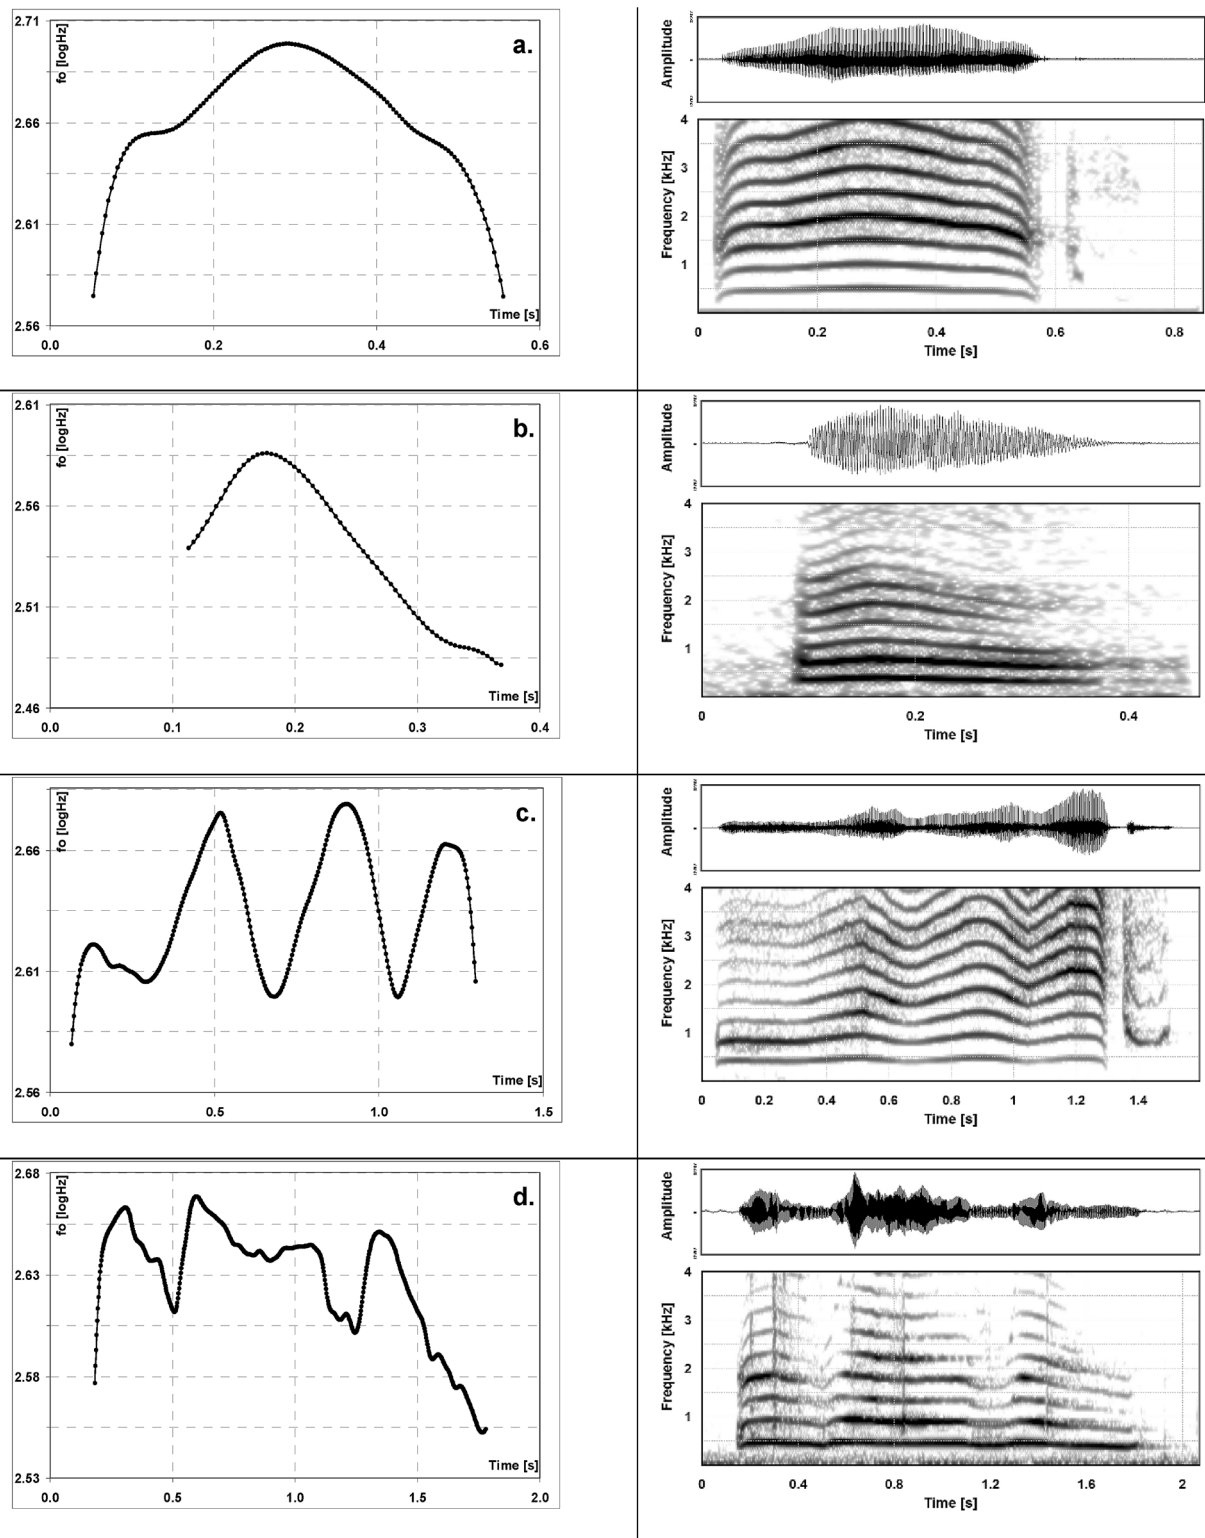 2.71
fo [logHz]
a.
2.66
2.61
2.56
Time [s]
0.0 0.2 0.4 0.6
Amplitude
Frequency [kHz]
4
3
2
1
0 0.2 0.4 0.6 0.8
Time [s]
2.61
fo [logHz]
b.
2.56
2.51
2.46
Time [s]
0.0 0.1 0.2 0.3 0.4
Amplitude
Frequency [kHz]
4
3
2
1
0 0.2 0.4
Time [s]
fo [logHz]
c.
2.66
2.61
2.56
Time [s]
0.0 0.5 1.0 1.5
Amplitude
Frequency [kHz]
4
3
2
1
0 0.2 0.4 0.6 0.8 1 1.2 1.4
Time [s]
2.68
fo [logHz]
d.
2.63
2.58
2.53
Time [s]
0.0 0.5 1.0 1.5 2.0
Amplitude
Frequency [kHz]
4
3
2
1
0 0.4 0.8 1.2 1.6 2
Time [s]